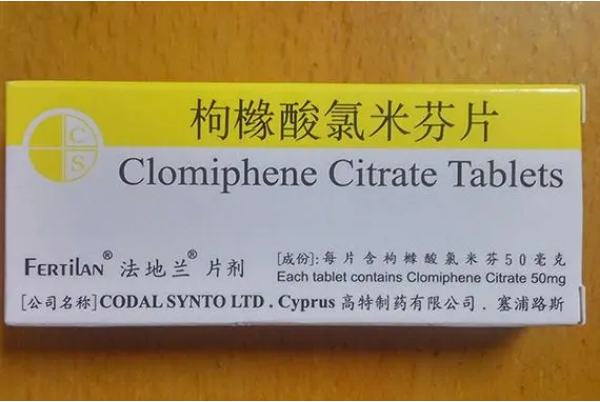 CS
枸橼酸氯米芬片
Clomiphene Citrate Tablets
FERTILAN® 法地兰® 片剂
[成份]: 每片含枸橼酸氯米芬50毫克
Each tablet contains Clomiphene Citrate 50mg
[公司名称] CODAL SYNTO LTD . Cyprus 高特制药有限公司 . 塞浦路斯